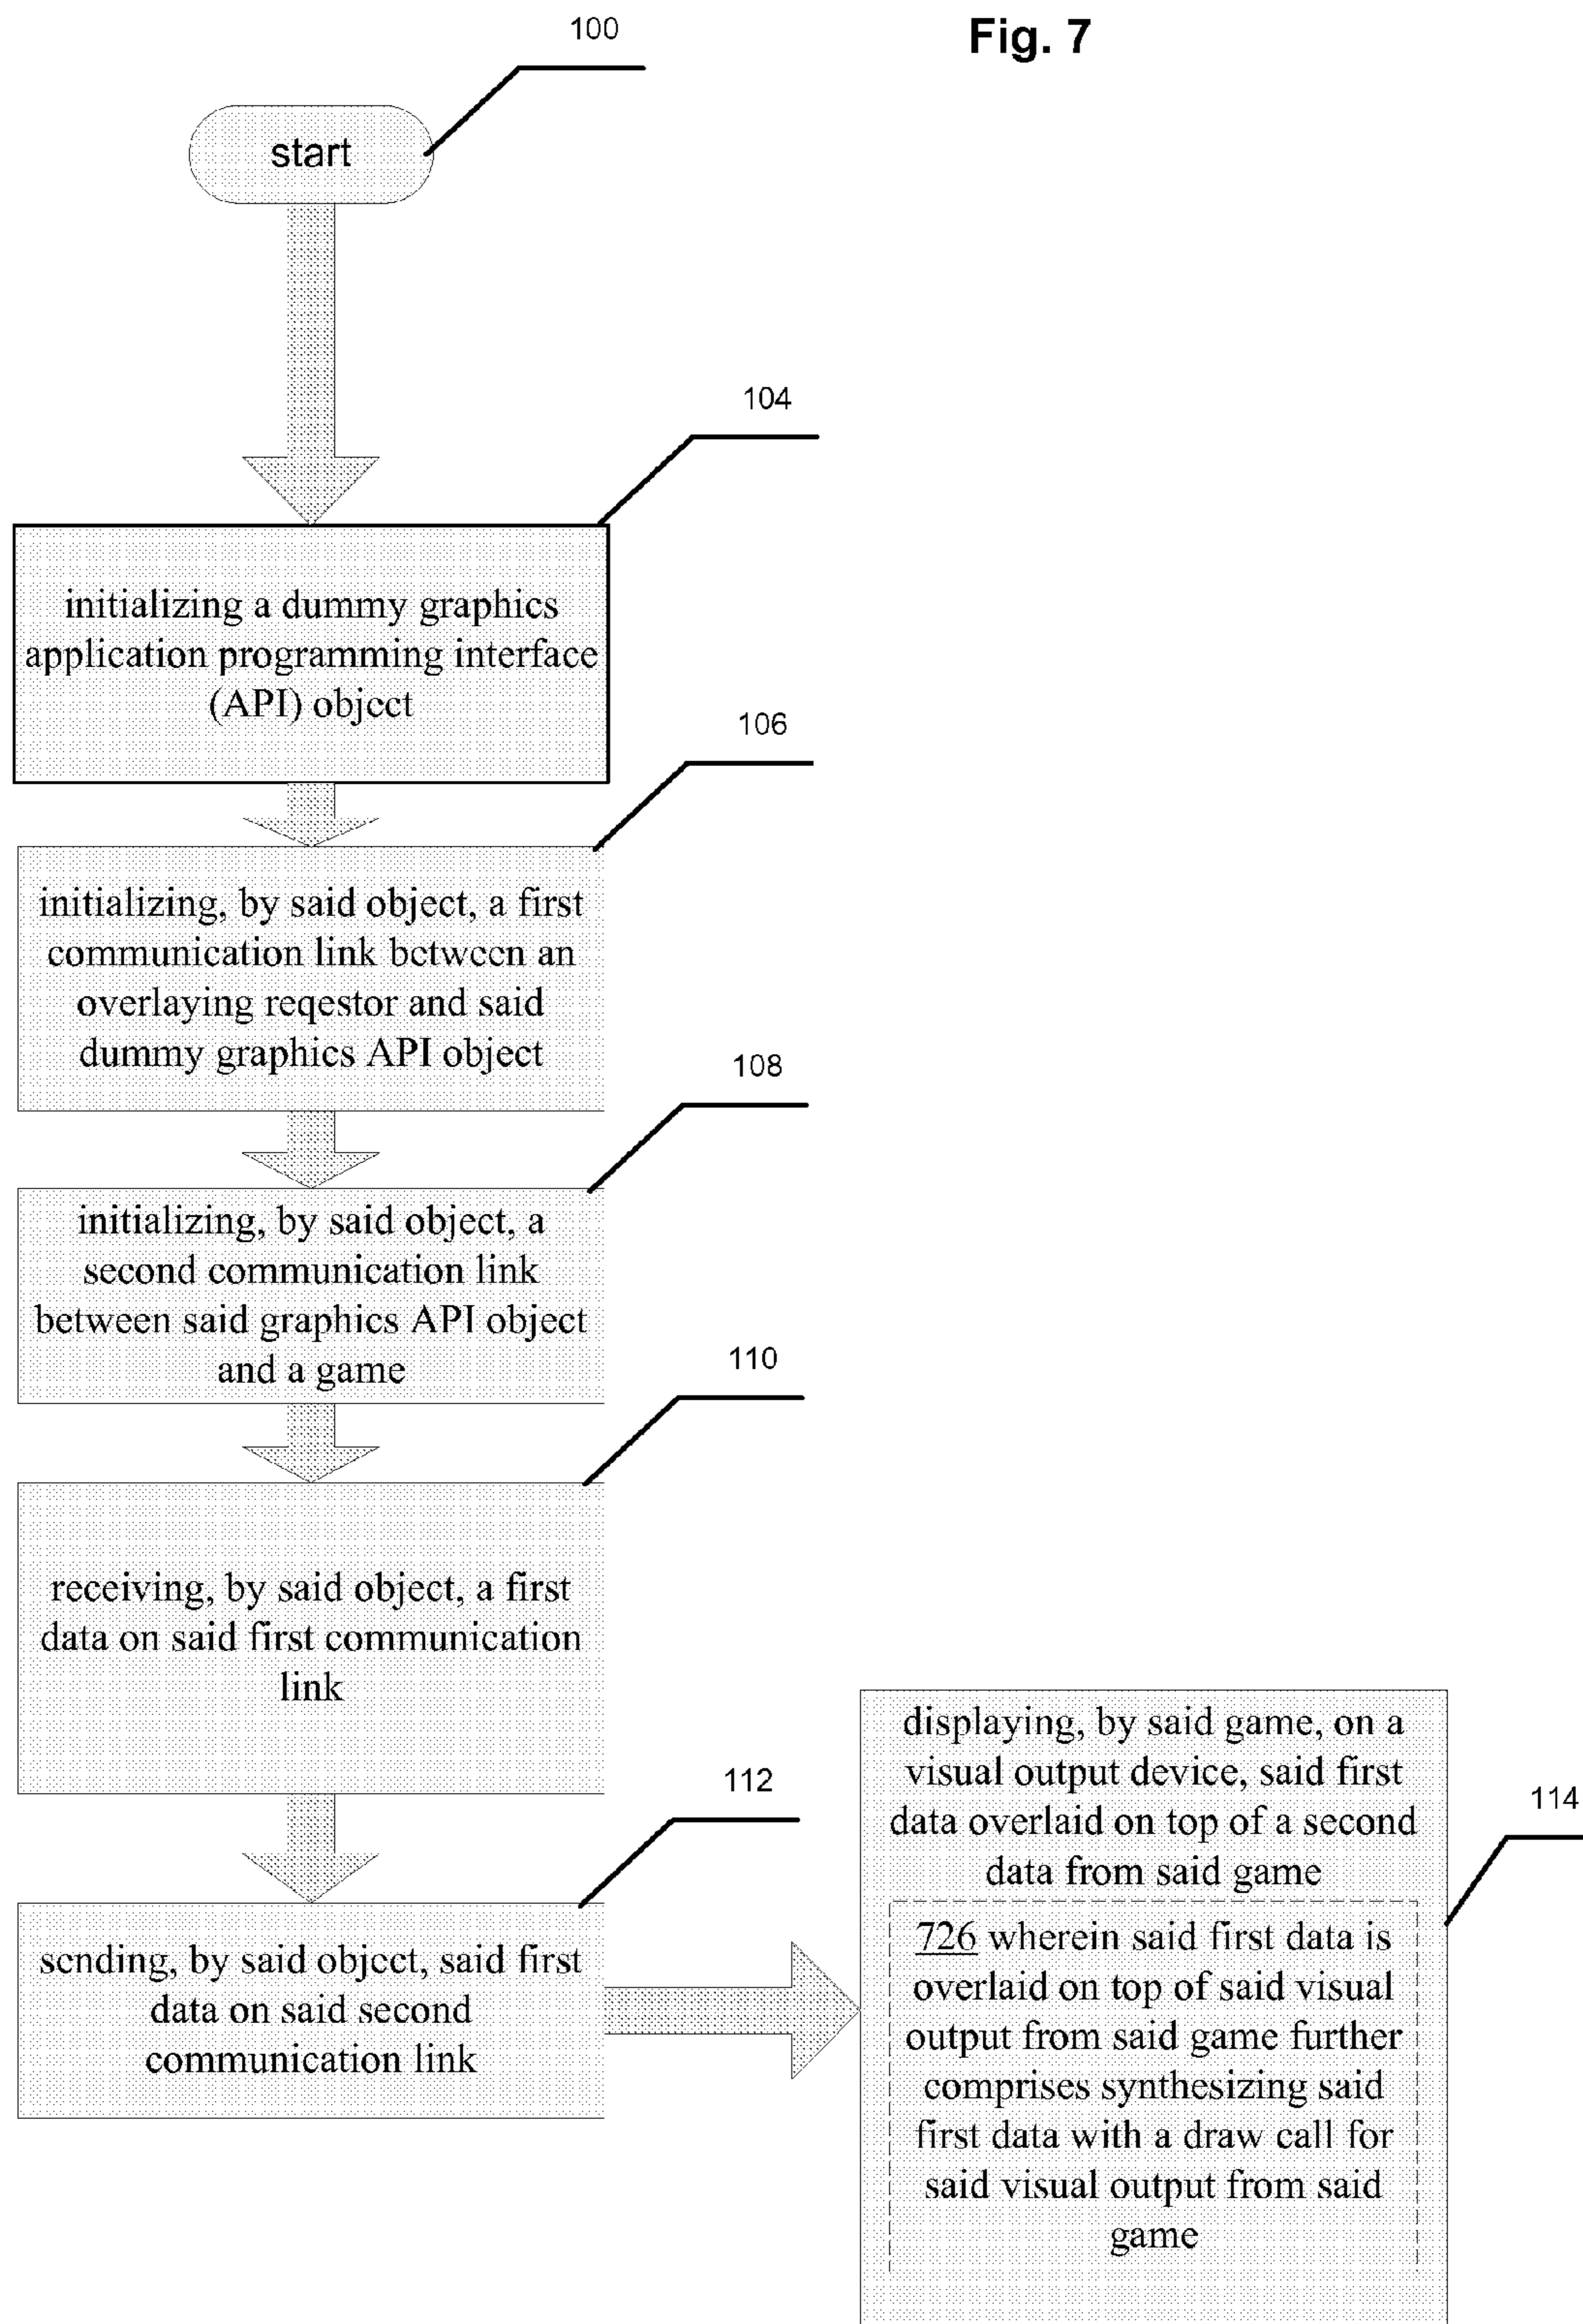 Fig. 7
100
start
104
initializing a dummy graphics
application programming interface
(API) object
106
initializing, by said object, a first
communication link between an
overlaying reqestor and said
dummy graphics API object
108
initializing, by said object, a
second communication link
between said graphics API object
and a game
110
receiving, by said object, a first
data on said first communication
link
112
sending, by said object, said first
data on said second
communication link
114
displaying, by said game, on a
visual output device, said first
data overlaid on top of a second
data from said game
726 wherein said first data is
overlaid on top of said visual
output from said game further
comprises synthesizing said
first data with a draw call for
said visual output from said
game